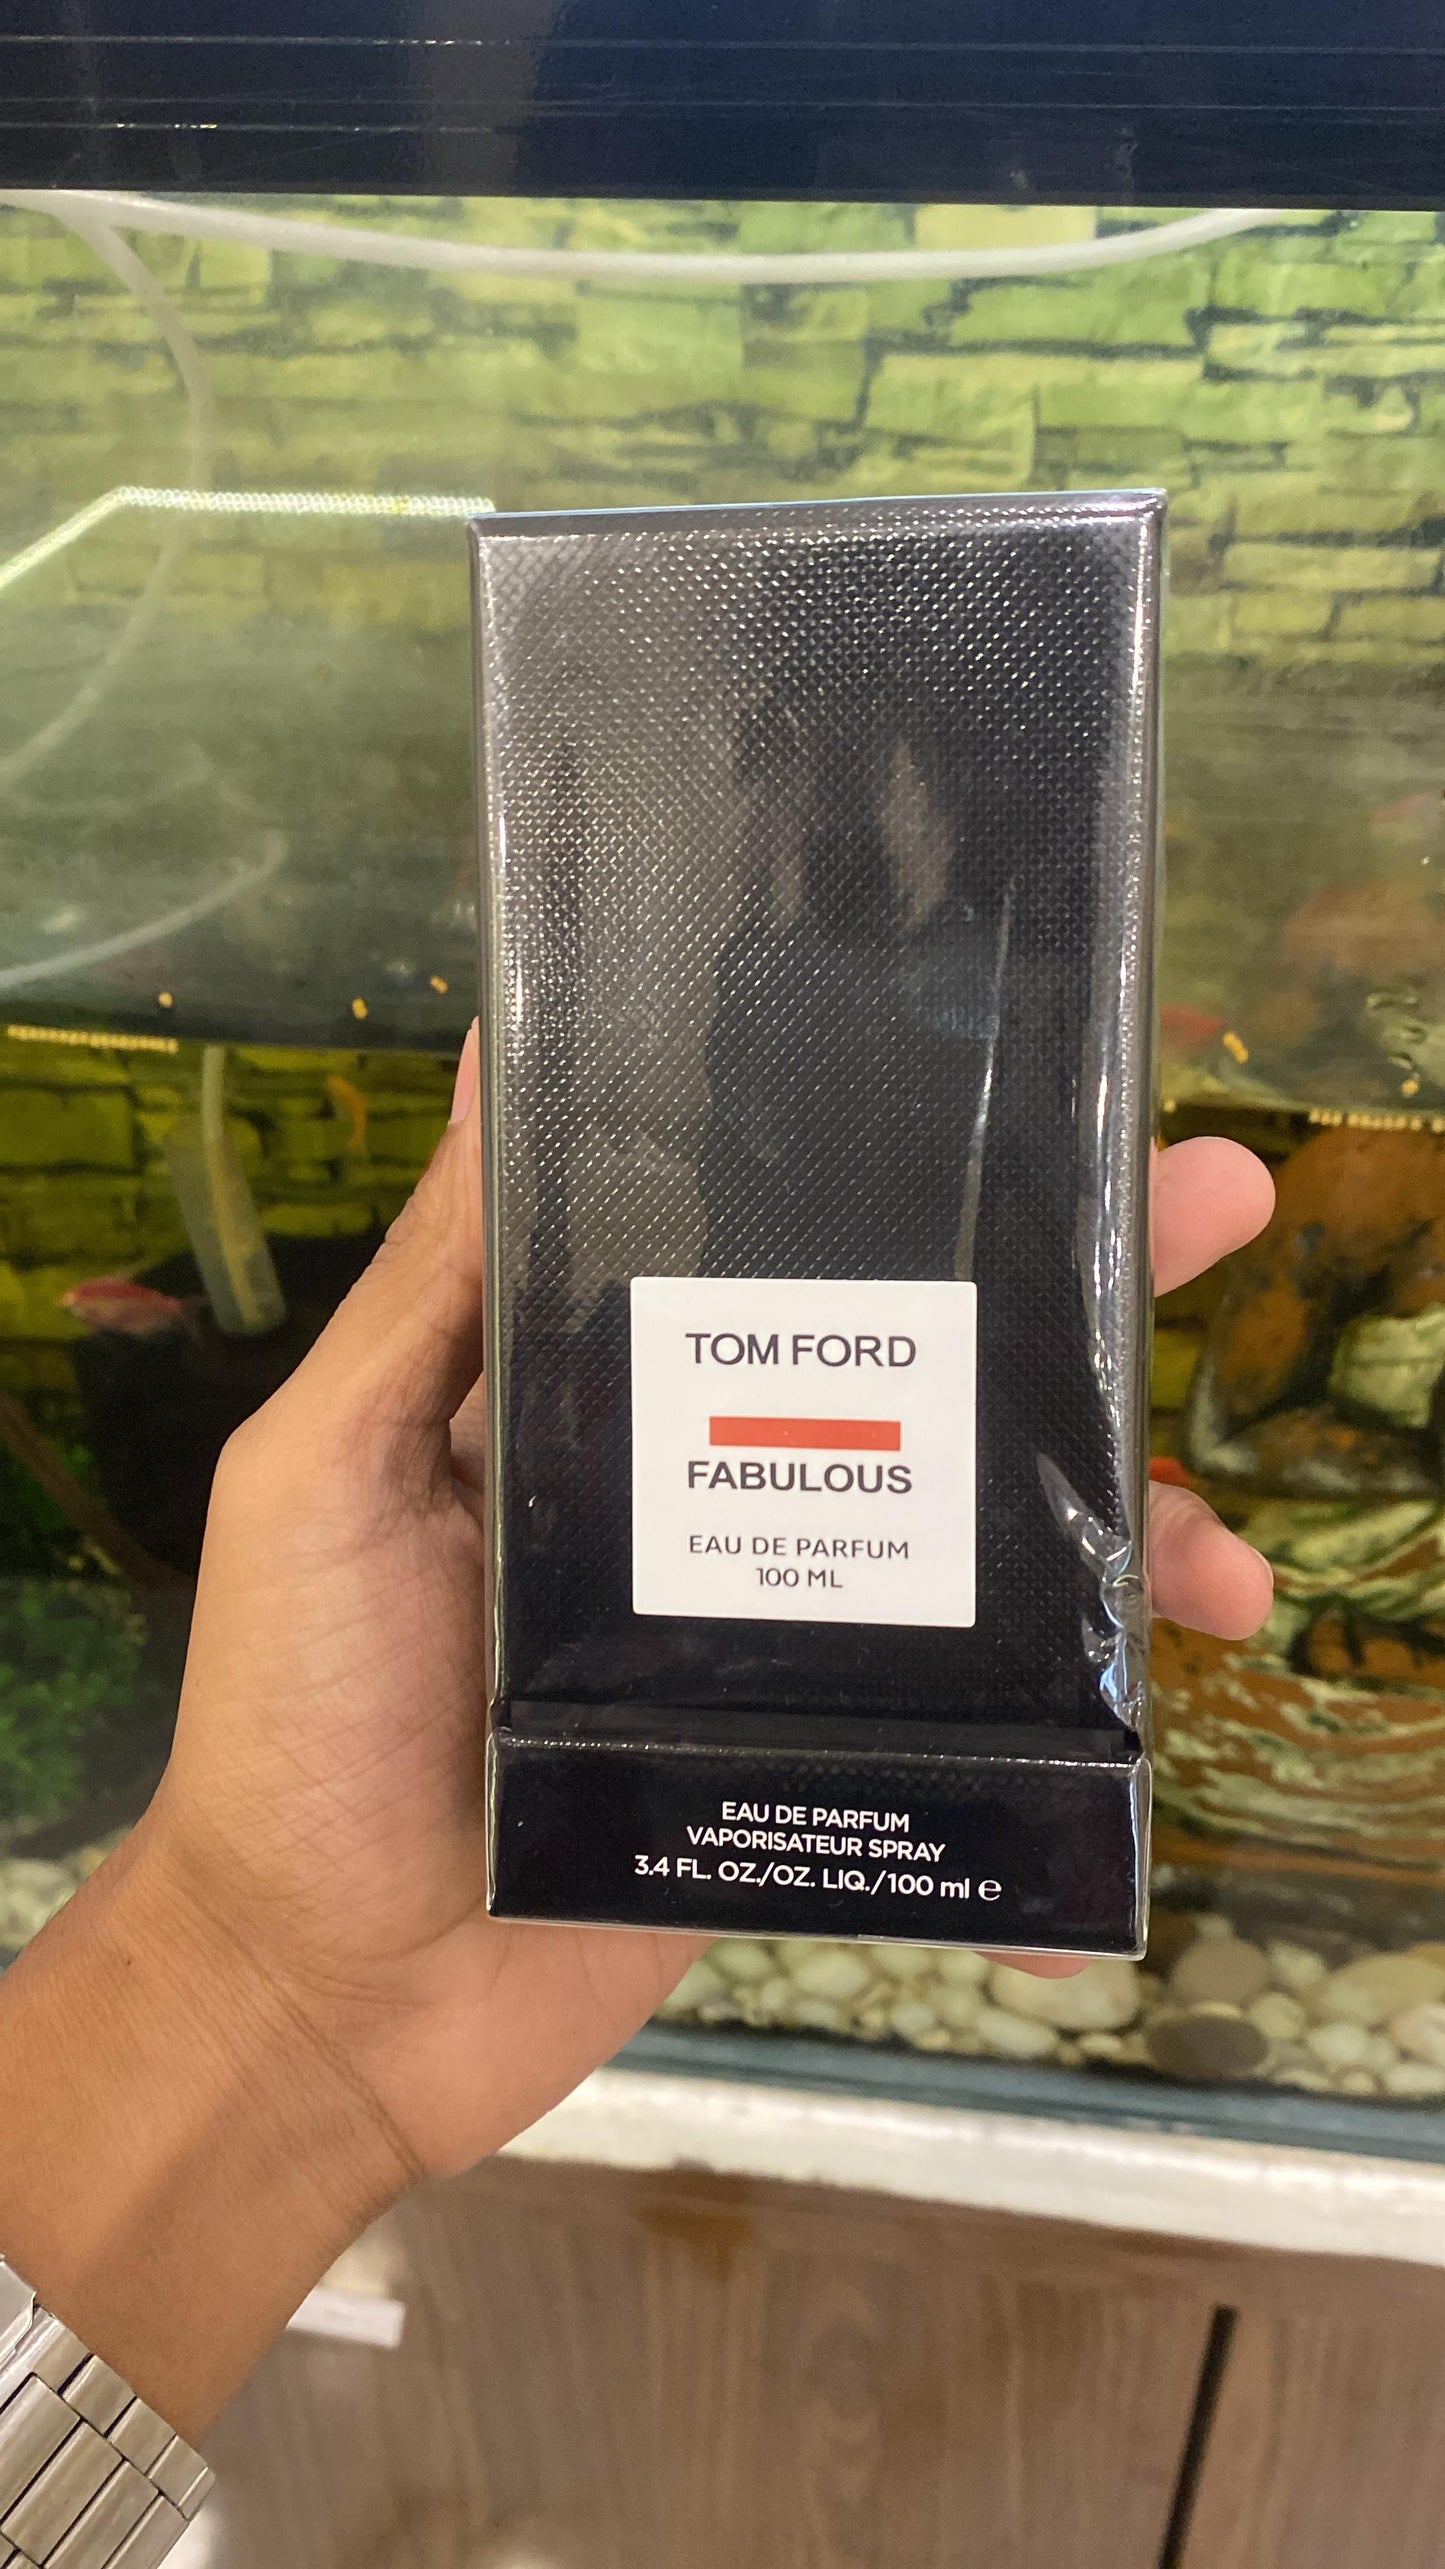 TOM FORD
FABULOUS
EAU DE PARFUM
100 ML
EAU DE PARFUM
VAPORISATEUR SPRAY
3.4 FL. OZ./OZ. LIQ./100 ml ℮